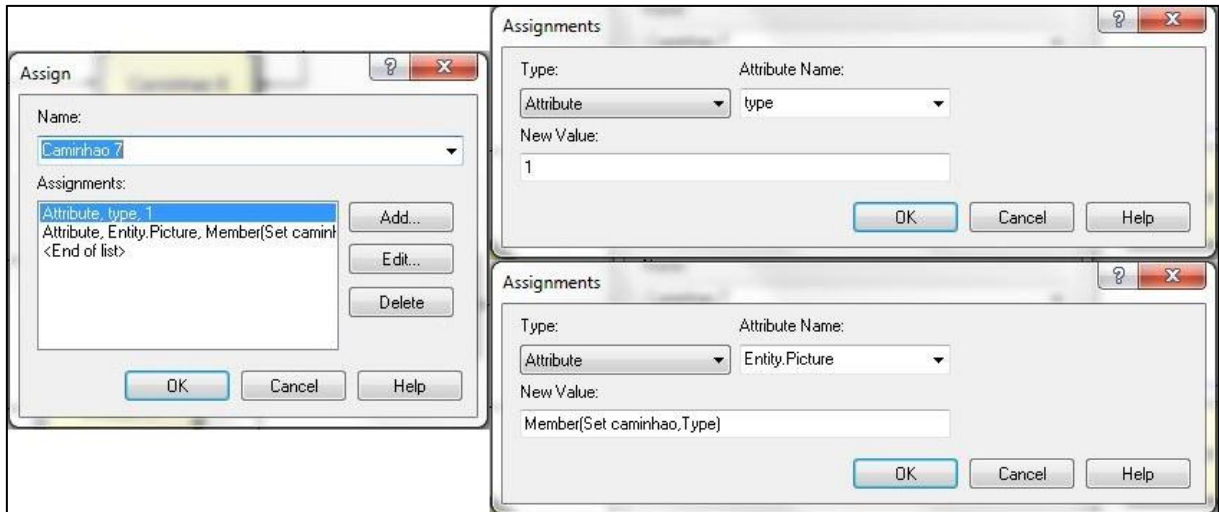 Assign
Name:
Caminhao 7
Assignments:
Attribute, type, 1
Attribute, Entity.Picture, Member(Set caminh
<End of list>
Add...
Edit...
Delete
OK Cancel Help
Assignments
Type: Attribute Name:
Attribute type
New Value:
1
OK Cancel Help
Assignments
Type: Attribute Name:
Attribute Entity.Picture
New Value:
Member(Set caminhao,Type)
OK Cancel Help